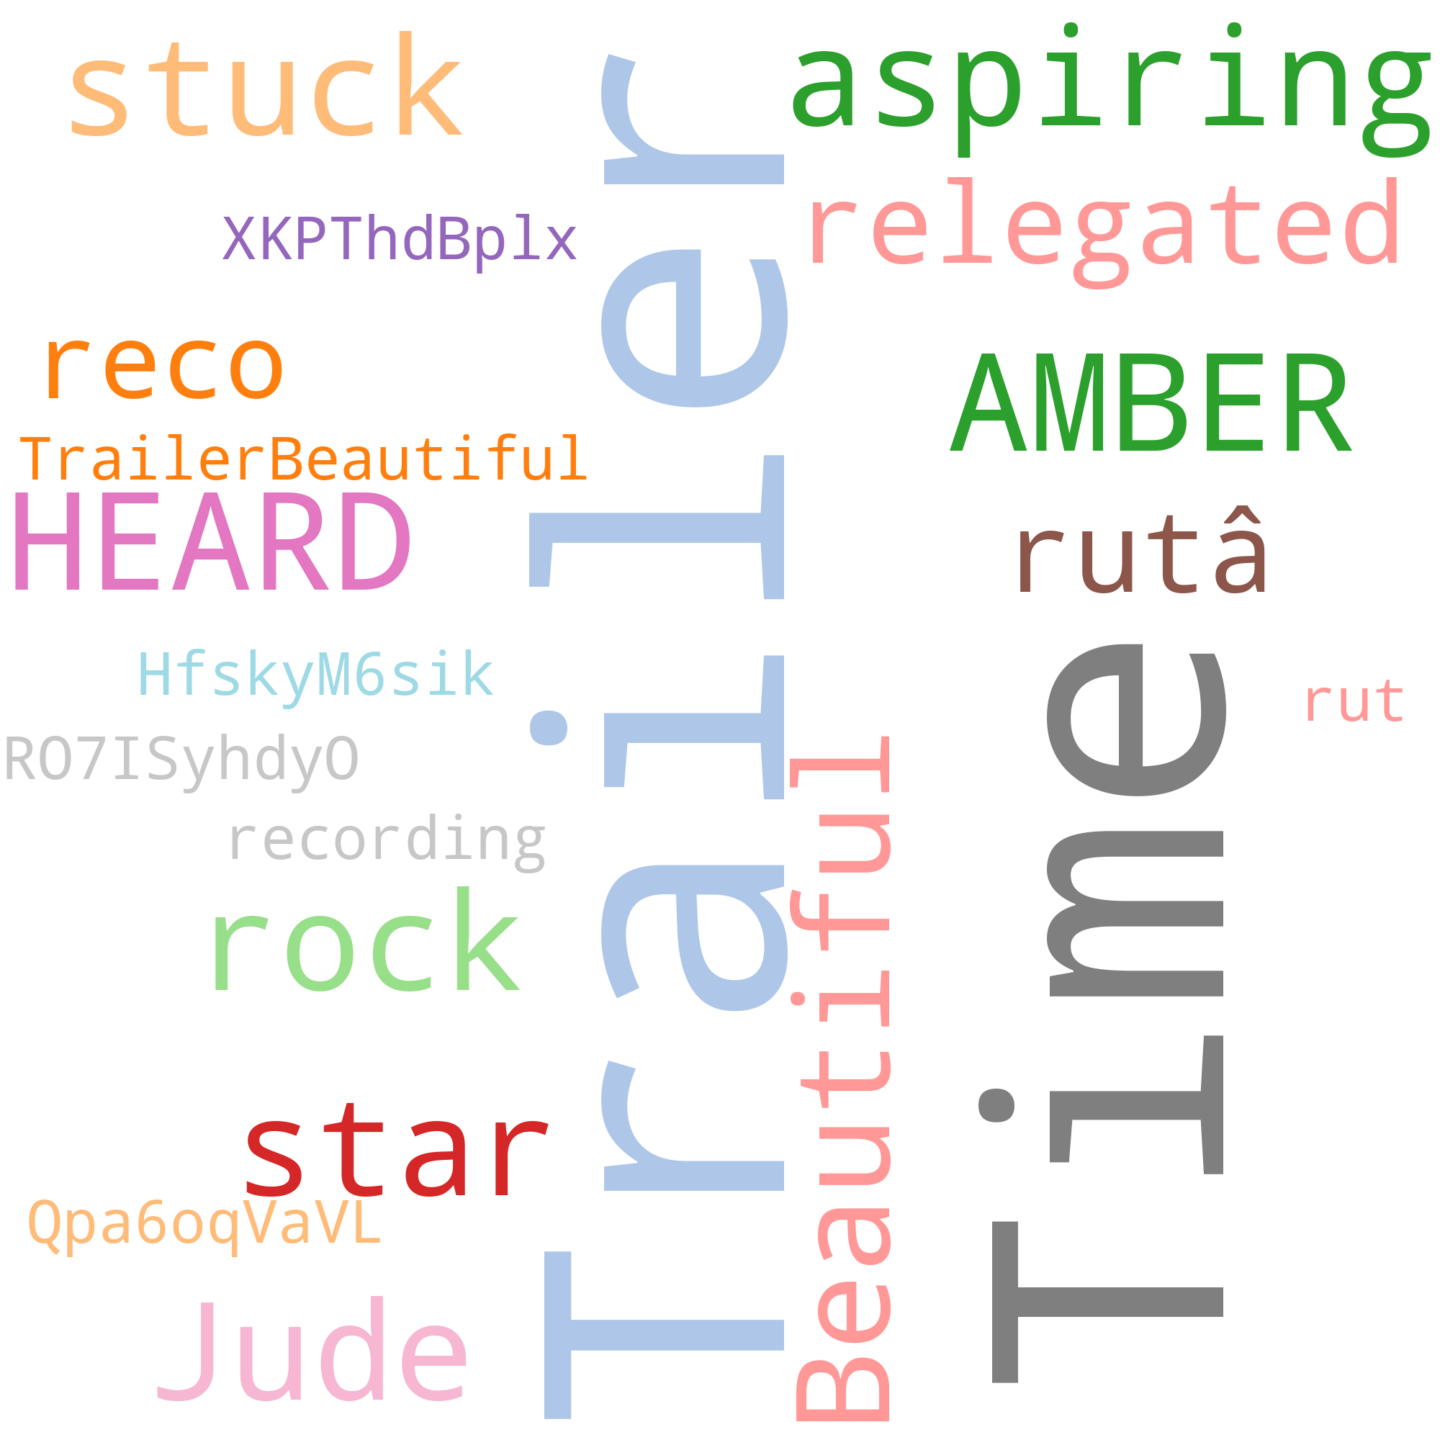 stuck
aspiring
relegated
XKPThdBplx
reco
AMBER
TrailerBeautiful
HEARD
rutâ
HfskyM6sik
rut
RO7ISyhdyO
recording
rock
star
Qpa6oqVaVL
Jude
Trailer
Beautiful
Time